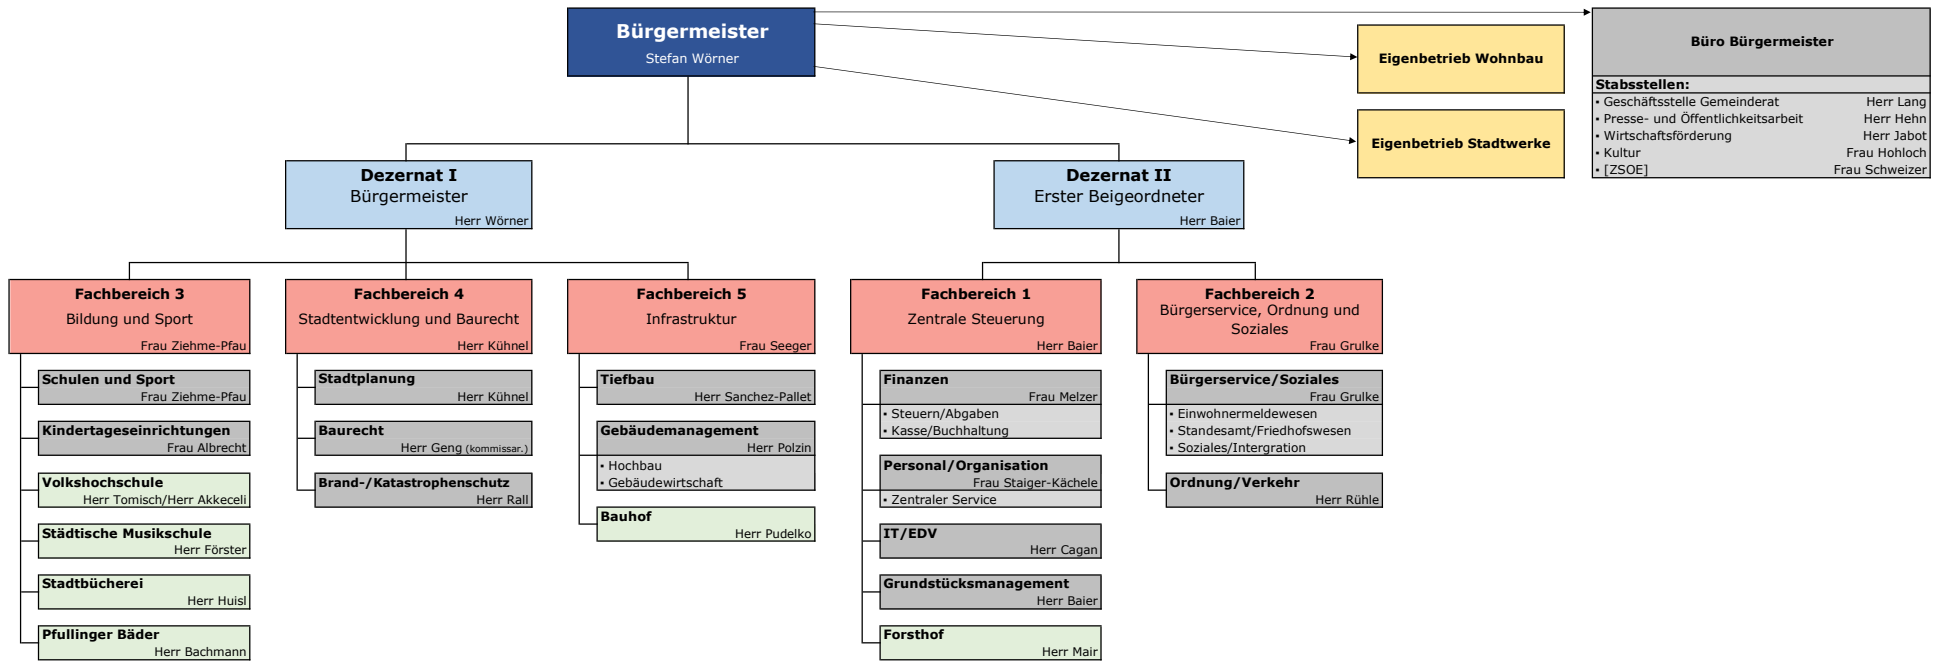 Bürgermeister
Stefan Wörner
Eigenbetrieb Wohnbau
Eigenbetrieb Stadtwerke
Büro Bürgermeister
Stabsstellen:
• Geschäftsstelle Gemeinderat Herr Lang
• Presse- und Öffentlichkeitsarbeit Herr Hehn
• Wirtschaftsförderung Herr Jabot
• Kultur Frau Hohloch
• [ZSOE] Frau Schweizer
Dezernat I
Bürgermeister
Herr Wörner
Dezernat II
Erster Beigeordneter
Herr Baier
Fachbereich 3
Bildung und Sport
Frau Ziehme-Pfau
Schulen und Sport
Frau Ziehme-Pfau
Kindertageseinrichtungen
Frau Albrecht
Volkshochschule
Herr Tomisch/Herr Akkeceli
Städtische Musikschule
Herr Förster
Stadtbücherei
Herr Huisl
Pfullinger Bäder
Herr Bachmann
Fachbereich 4
Stadtentwicklung und Baurecht
Herr Kühnel
Stadtplanung
Herr Kühnel
Baurecht
Herr Geng (kommissar.)
Brand-/Katastrophenschutz
Herr Rall
Fachbereich 5
Infrastruktur
Frau Seeger
Tiefbau
Herr Sanchez-Pallet
Gebäudemanagement
Herr Polzin
• Hochbau
• Gebäudewirtschaft
Bauhof
Herr Pudelko
Fachbereich 1
Zentrale Steuerung
Herr Baier
Finanzen
Frau Melzer
• Steuern/Abgaben
• Kasse/Buchhaltung
Personal/Organisation
Frau Staiger-Kächele
• Zentraler Service
IT/EDV
Herr Cagan
Grundstücksmanagement
Herr Baier
Forsthof
Herr Mair
Fachbereich 2
Bürgerservice, Ordnung und
Soziales
Frau Grulke
Bürgerservice/Soziales
Frau Grulke
• Einwohnermeldewesen
• Standesamt/Friedhofswesen
• Soziales/Intergration
Ordnung/Verkehr
Herr Rühle